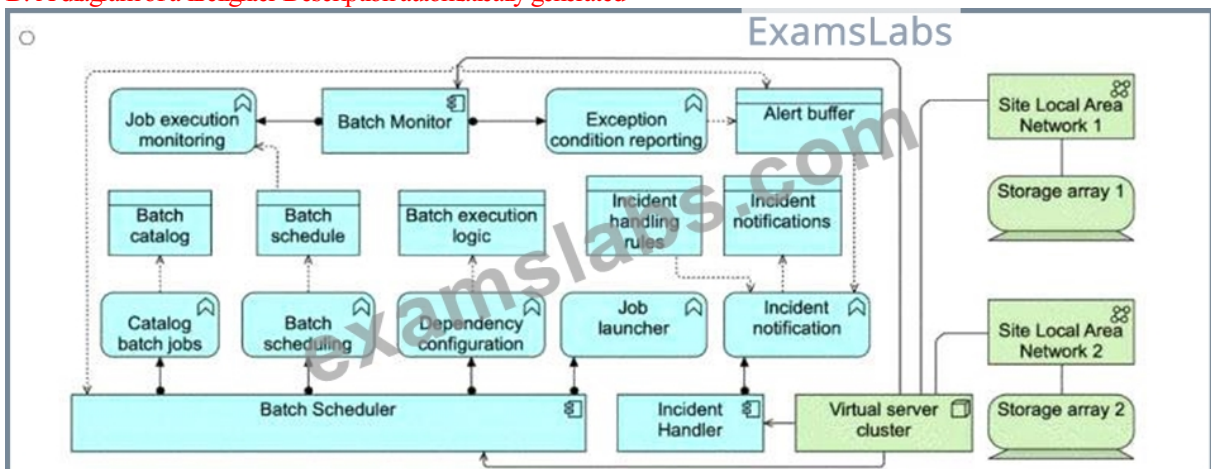 ExamsLabs
Job execution
monitoring
Batch Monitor
Exception
condition reporting
Alert buffer
Site Local Area
Network 1
Storage array 1
Batch
catalog
Batch
schedule
Batch execution
logic
Incident
handling
rules
Incident
notifications
examslabs.com
Catalog
batch jobs
Batch
scheduling
Dependency
configuration
Job
launcher
Incident
notification
Site Local Area
Network 2
Storage array 2
Batch Scheduler
Incident
Handler
Virtual server
cluster